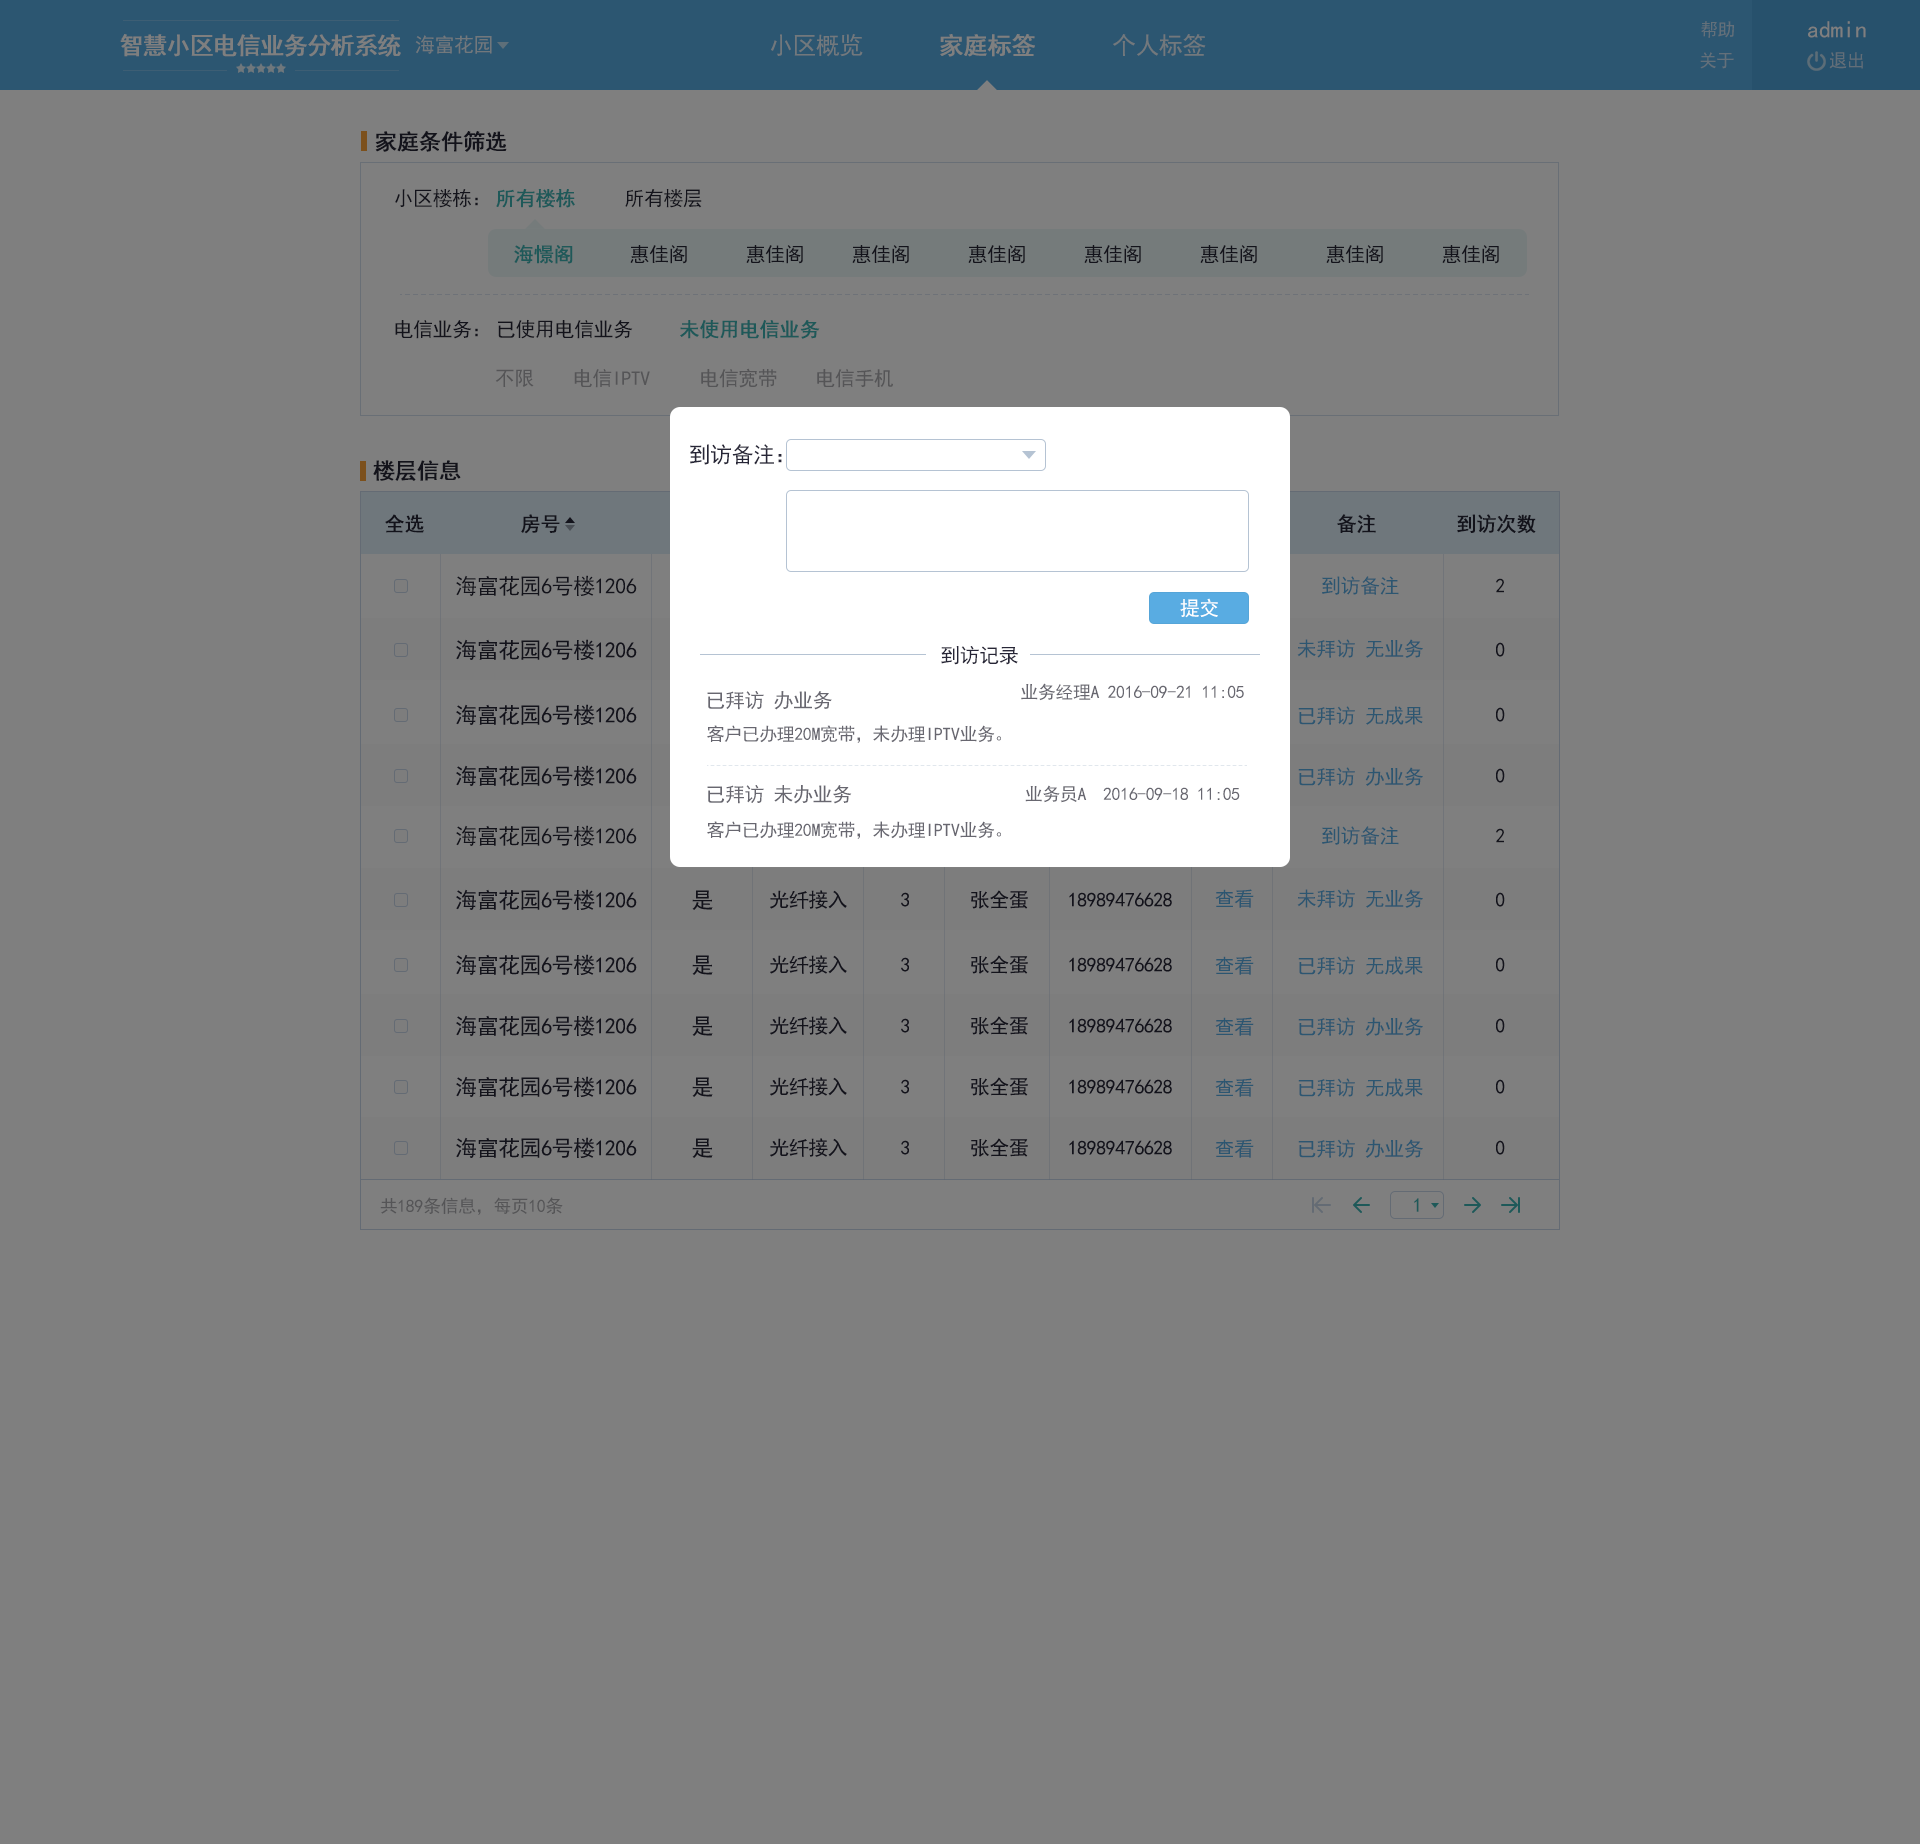 智慧小区电信业务分析系统 海富花园 小区概览 家庭标签 个人标签 帮助 admin
关于 退出
家庭条件筛选
小区楼栋： 所有楼栋 所有楼层
海憬阁 惠佳阁 惠佳阁 惠佳阁 惠佳阁 惠佳阁 惠佳阁 惠佳阁 惠佳阁
电信业务： 已使用电信业务 未使用电信业务
不限 电信IPTV 电信宽带 电信手机
到访备注：
提交
到访记录
已拜访 办业务 业务经理A 2016-09-21 11:05
客户已办理20M宽带，未办理IPTV业务。
已拜访 未办业务 业务员A 2016-09-18 11:05
客户已办理20M宽带，未办理IPTV业务。
楼层信息
全选 房号 备注 到访次数
海富花园6号楼1206 到访备注 2
海富花园6号楼1206 未拜访 无业务 0
海富花园6号楼1206 已拜访 无成果 0
海富花园6号楼1206 已拜访 办业务 0
海富花园6号楼1206 到访备注 2
海富花园6号楼1206 是 光纤接入 3 张全蛋 18989476628 查看 未拜访 无业务 0
海富花园6号楼1206 是 光纤接入 3 张全蛋 18989476628 查看 已拜访 无成果 0
海富花园6号楼1206 是 光纤接入 3 张全蛋 18989476628 查看 已拜访 办业务 0
海富花园6号楼1206 是 光纤接入 3 张全蛋 18989476628 查看 已拜访 无成果 0
海富花园6号楼1206 是 光纤接入 3 张全蛋 18989476628 查看 已拜访 办业务 0
共189条信息，每页10条 1